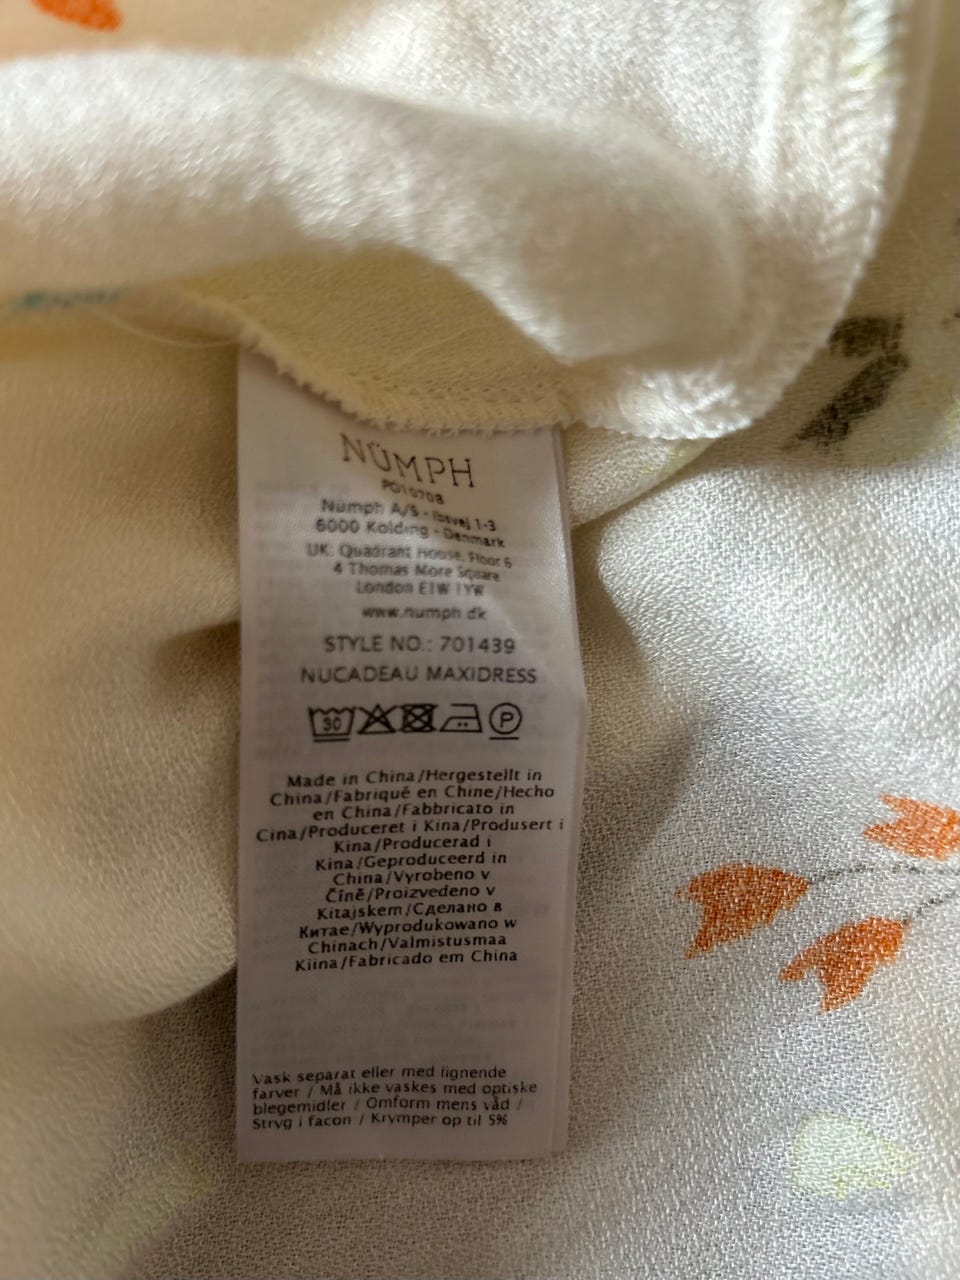 NÜMPH
PO10708
Nümph A/S - Isvej 1-3
6000 Kolding - Denmark
UK: Quadrant House, Floor 6
4 Thomas More Square
London E1W 1YW
www.numph.dk
STYLE NO.: 701439
NUCADEAU MAXIDRESS
30
P
Made in China/Hergestellt in
China/Fabriqué en Chine/Hecho
en China/Fabbricato in
Cina/Produceret i Kina/Produsert i
Kina/Producerad i
Kina/Geproduceerd in
China/Vyrobeno v
Číně/Proizvedeno v
Kitajskem/Сделано в
Китае/Wyprodukowano w
Chinach/Valmistusmaa
Kiina/Fabricado em China
Vask separat eller med lignende
farver / Må ikke vaskes med optiske
blegemidler / Omform mens våd /
Stryg i facon / Krymper op til 5%